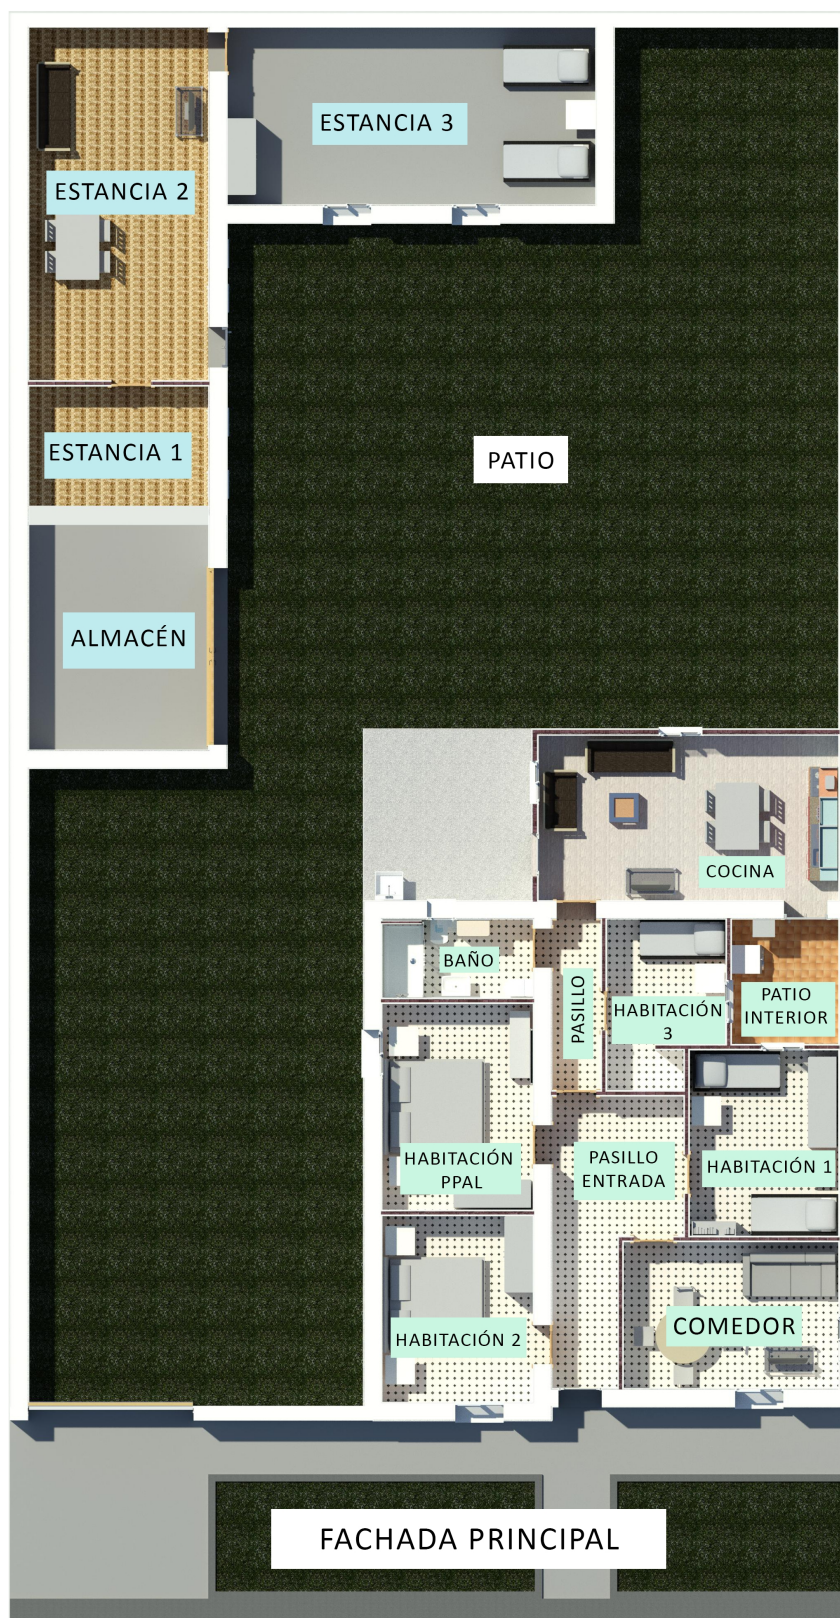 ESTANCIA 3
ESTANCIA 2
ESTANCIA 1
PATIO
ALMACÉN
COCINA
BAÑO
PASILLO
HABITACIÓN
3
PATIO
INTERIOR
HABITACIÓN
PPAL
PASILLO
ENTRADA
HABITACIÓN 1
HABITACIÓN 2
COMEDOR
FACHADA PRINCIPAL